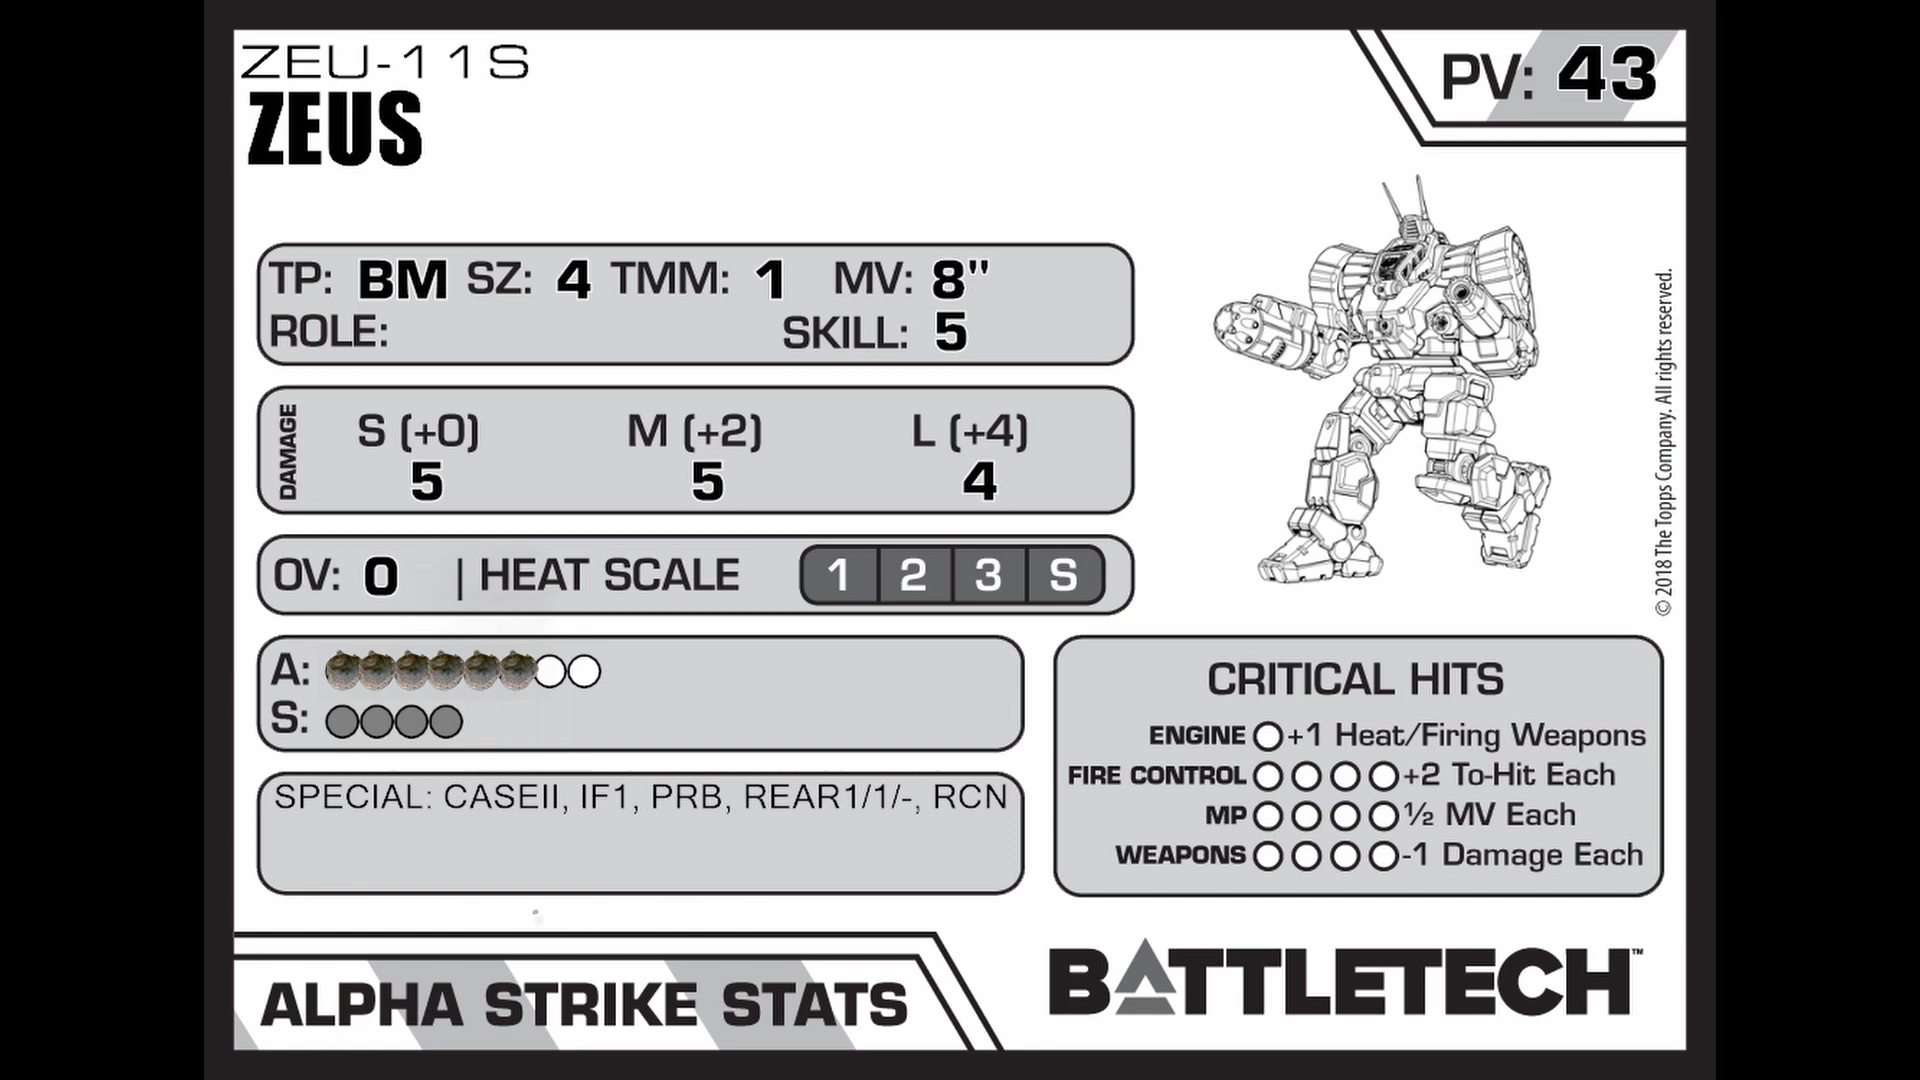 ZEU-11S
ZEUS
PV: 43
TP: BM SZ: 4 TMM: 1 MV: 8"
ROLE: SKILL: 5
DAMAGE
S (+0) M (+2) L (+4)
5 5 4
OV: 0 | HEAT SCALE 1 2 3 S
A:
S:
SPECIAL: CASEII, IF1, PRB, REAR1/1/-, RCN
CRITICAL HITS
ENGINE +1 Heat/Firing Weapons
FIRE CONTROL +2 To-Hit Each
MP ½ MV Each
WEAPONS -1 Damage Each
© 2018 The Topps Company. All rights reserved.
ALPHA STRIKE STATS
BATTLETECH™